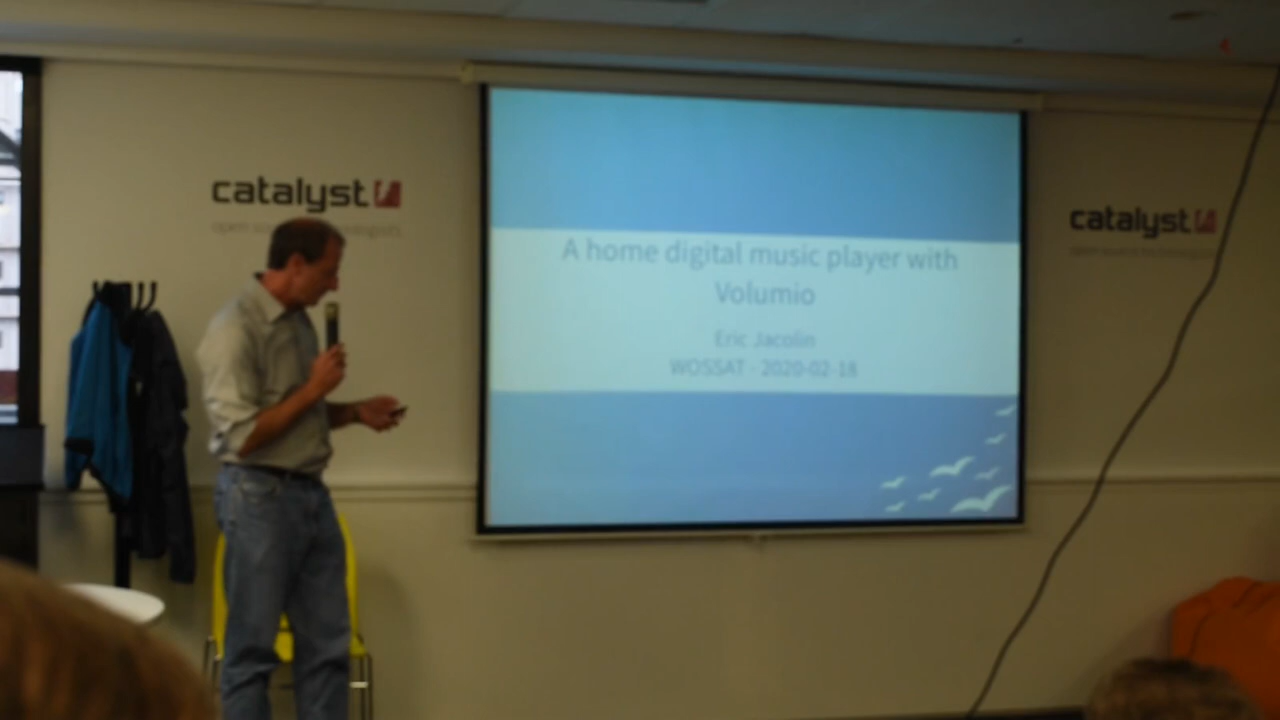 catalyst
A home digital music player with
Volumio
Eric Jacolin
WOSSAT - 2020-02-18
catalyst